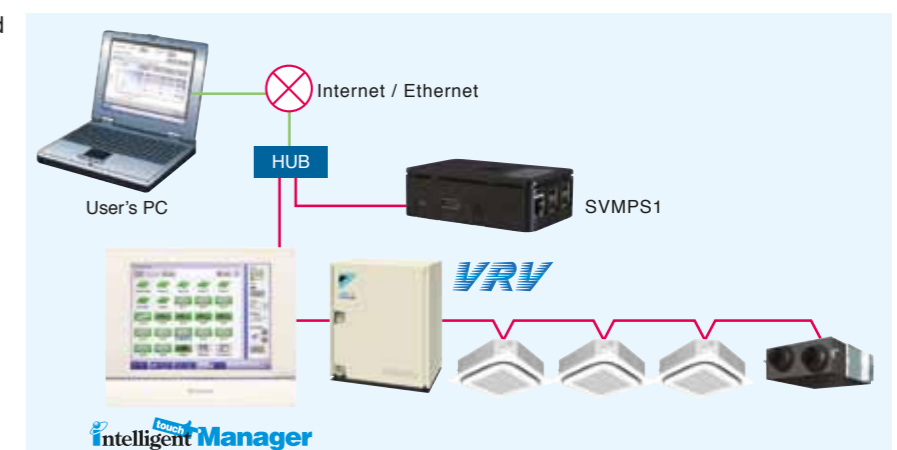 d
Internet / Ethernet
HUB
User's PC
SVMPS1
VRV
intelligent touch Manager